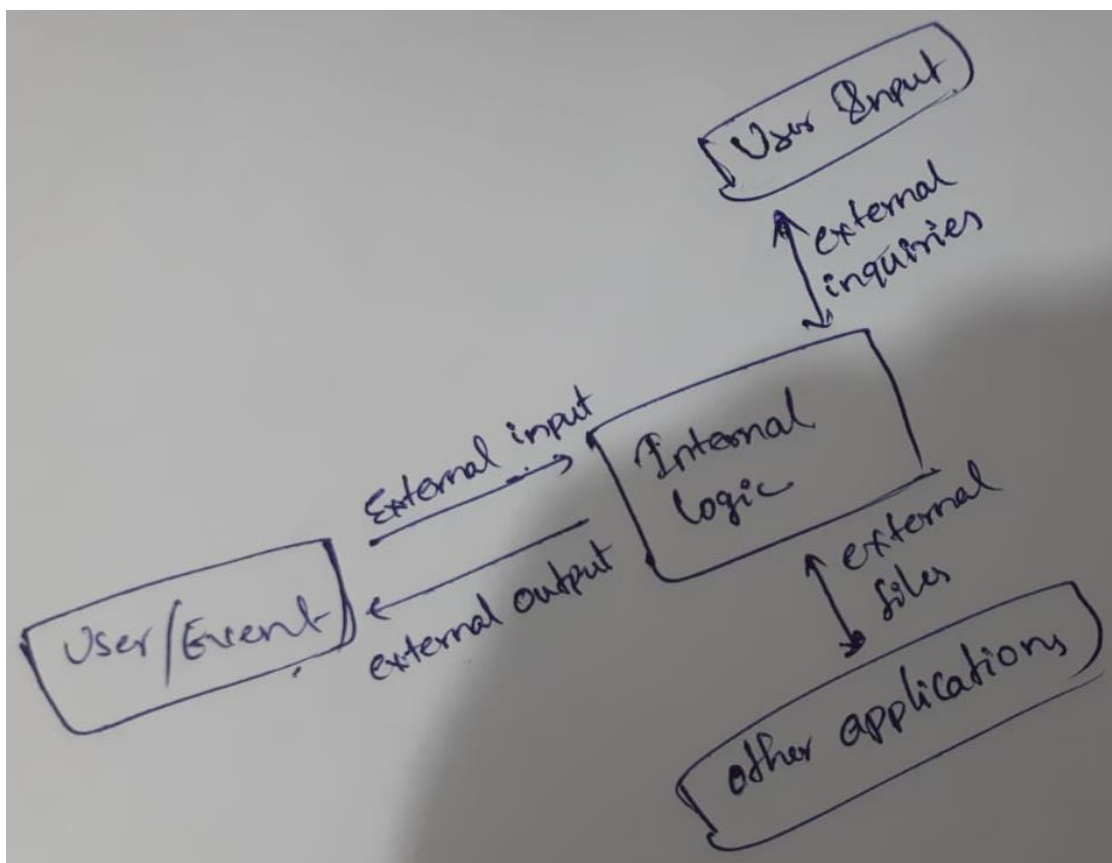 User Input
external
inquiries
Internal
logic
External input
external output
User/Event
external
files
other applications